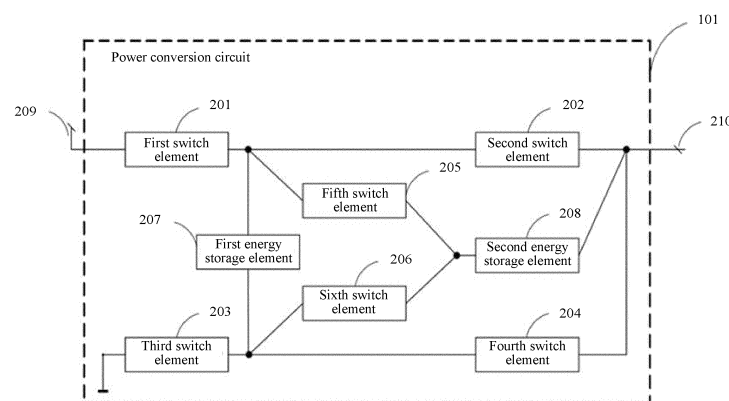 101
Power conversion circuit
209
201
202
210
First switch
element
Second switch
element
205
Fifth switch
element
207
208
First energy
storage element
206
Second energy
storage element
203
Sixth switch
element
204
Third switch
element
Fourth switch
element